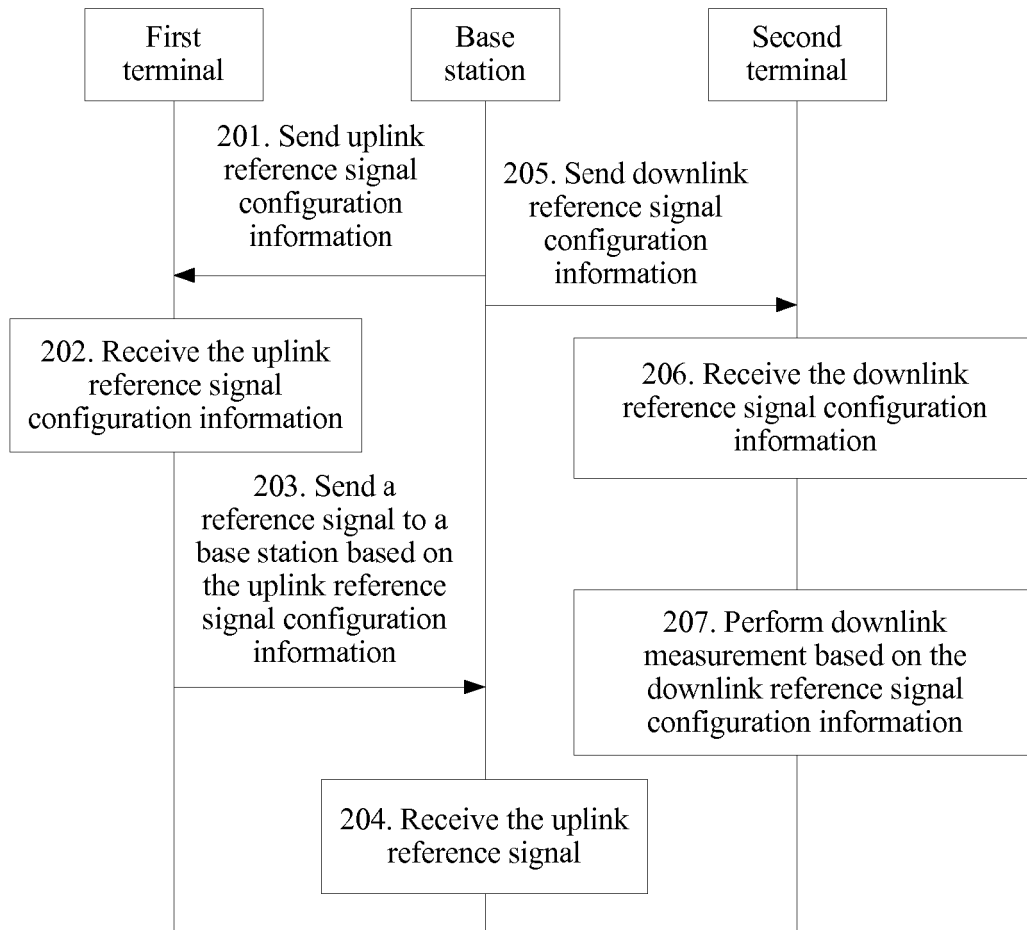 First
terminal
Base
station
Second
terminal
201. Send uplink
reference signal
configuration
information
205. Send downlink
reference signal
configuration
information
202. Receive the uplink
reference signal
configuration information
206. Receive the downlink
reference signal configuration
information
203. Send a
reference signal to a
base station based on
the uplink reference
signal configuration
information
207. Perform downlink
measurement based on the
downlink reference signal
configuration information
204. Receive the uplink
reference signal